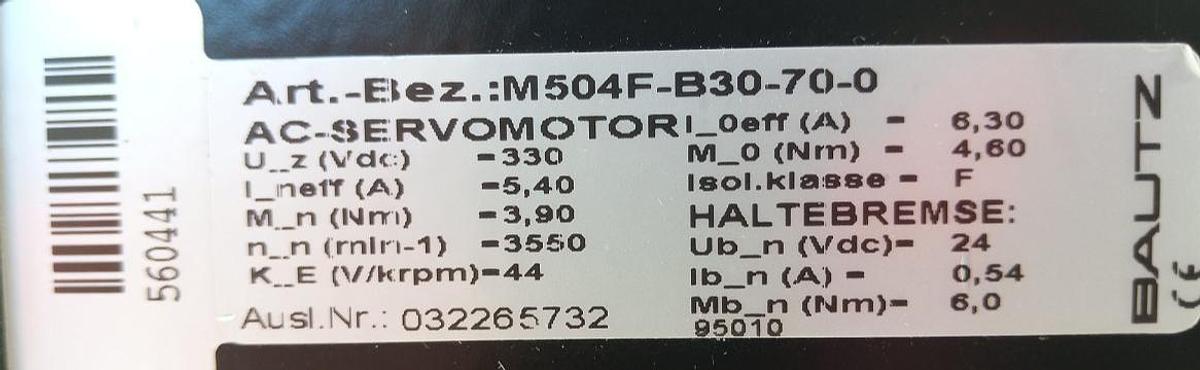 Art.-Bez.:M504F-B30-70-0
AC-SERVOMOTOR
U_z (Vdc) =330
I_neff (A) =5,40
M_n (Nm) =3,90
n_n (min-1) =3550
K_E (V/krpm)=44
Ausl.Nr.: 032265732
I_0eff (A) = 6,30
M_0 (Nm) = 4,60
Isol.klasse = F
HALTEBREMSE:
Ub_n (Vdc)= 24
Ib_n (A) = 0,54
Mb_n (Nm)= 6,0
95010
BAUTZ
CE
560441